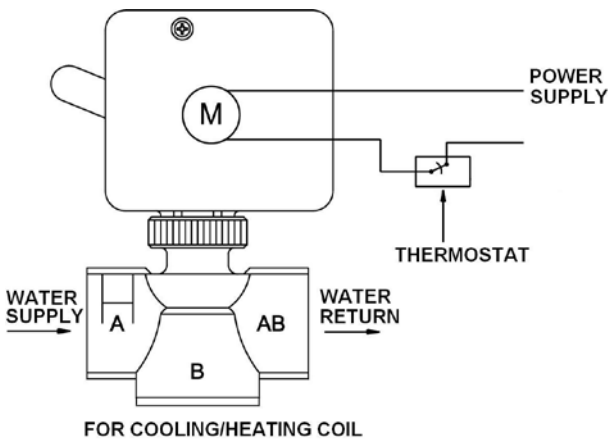 M
POWER
SUPPLY
THERMOSTAT
WATER
SUPPLY
A
B
AB
WATER
RETURN
FOR COOLING/HEATING COIL